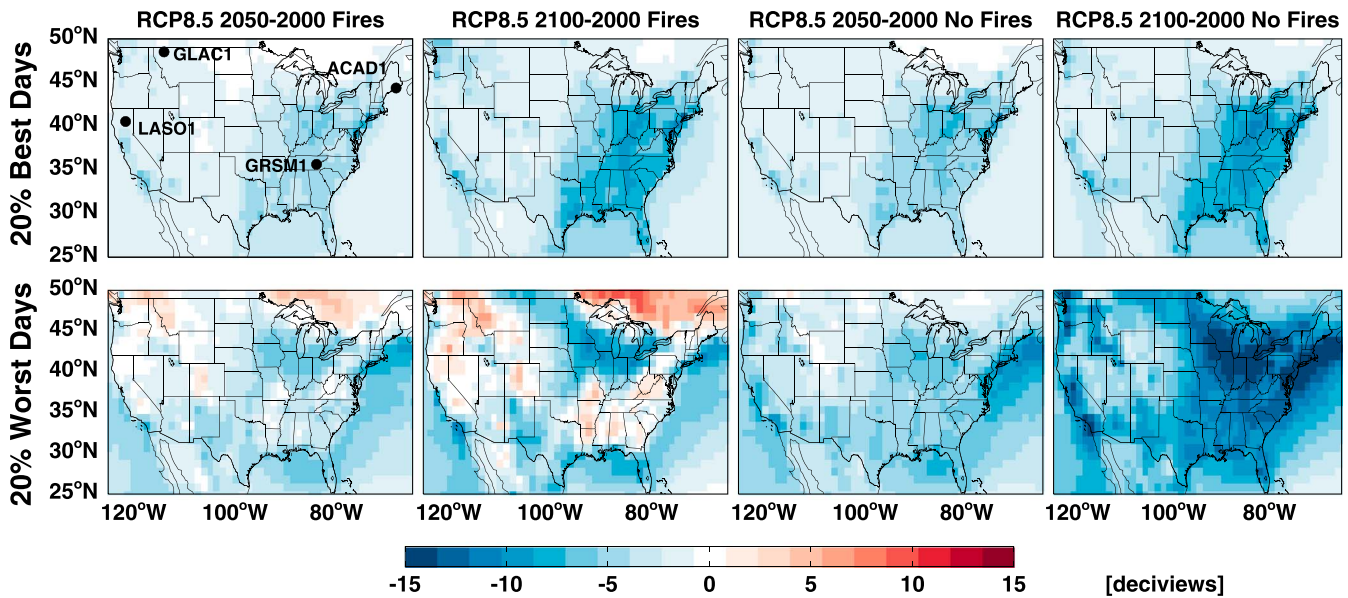 RCP8.5 2050-2000 Fires
RCP8.5 2100-2000 Fires
RCP8.5 2050-2000 No Fires
RCP8.5 2100-2000 No Fires
20% Best Days
50°N
45°N
40°N
35°N
30°N
25°N
GLAC1
ACAD1
LASO1
GRSM1
20% Worst Days
50°N
45°N
40°N
35°N
30°N
25°N
120°W 100°W 80°W
120°W 100°W 80°W
120°W 100°W 80°W
120°W 100°W 80°W
-15 -10 -5 0 5 10 15 [deciviews]